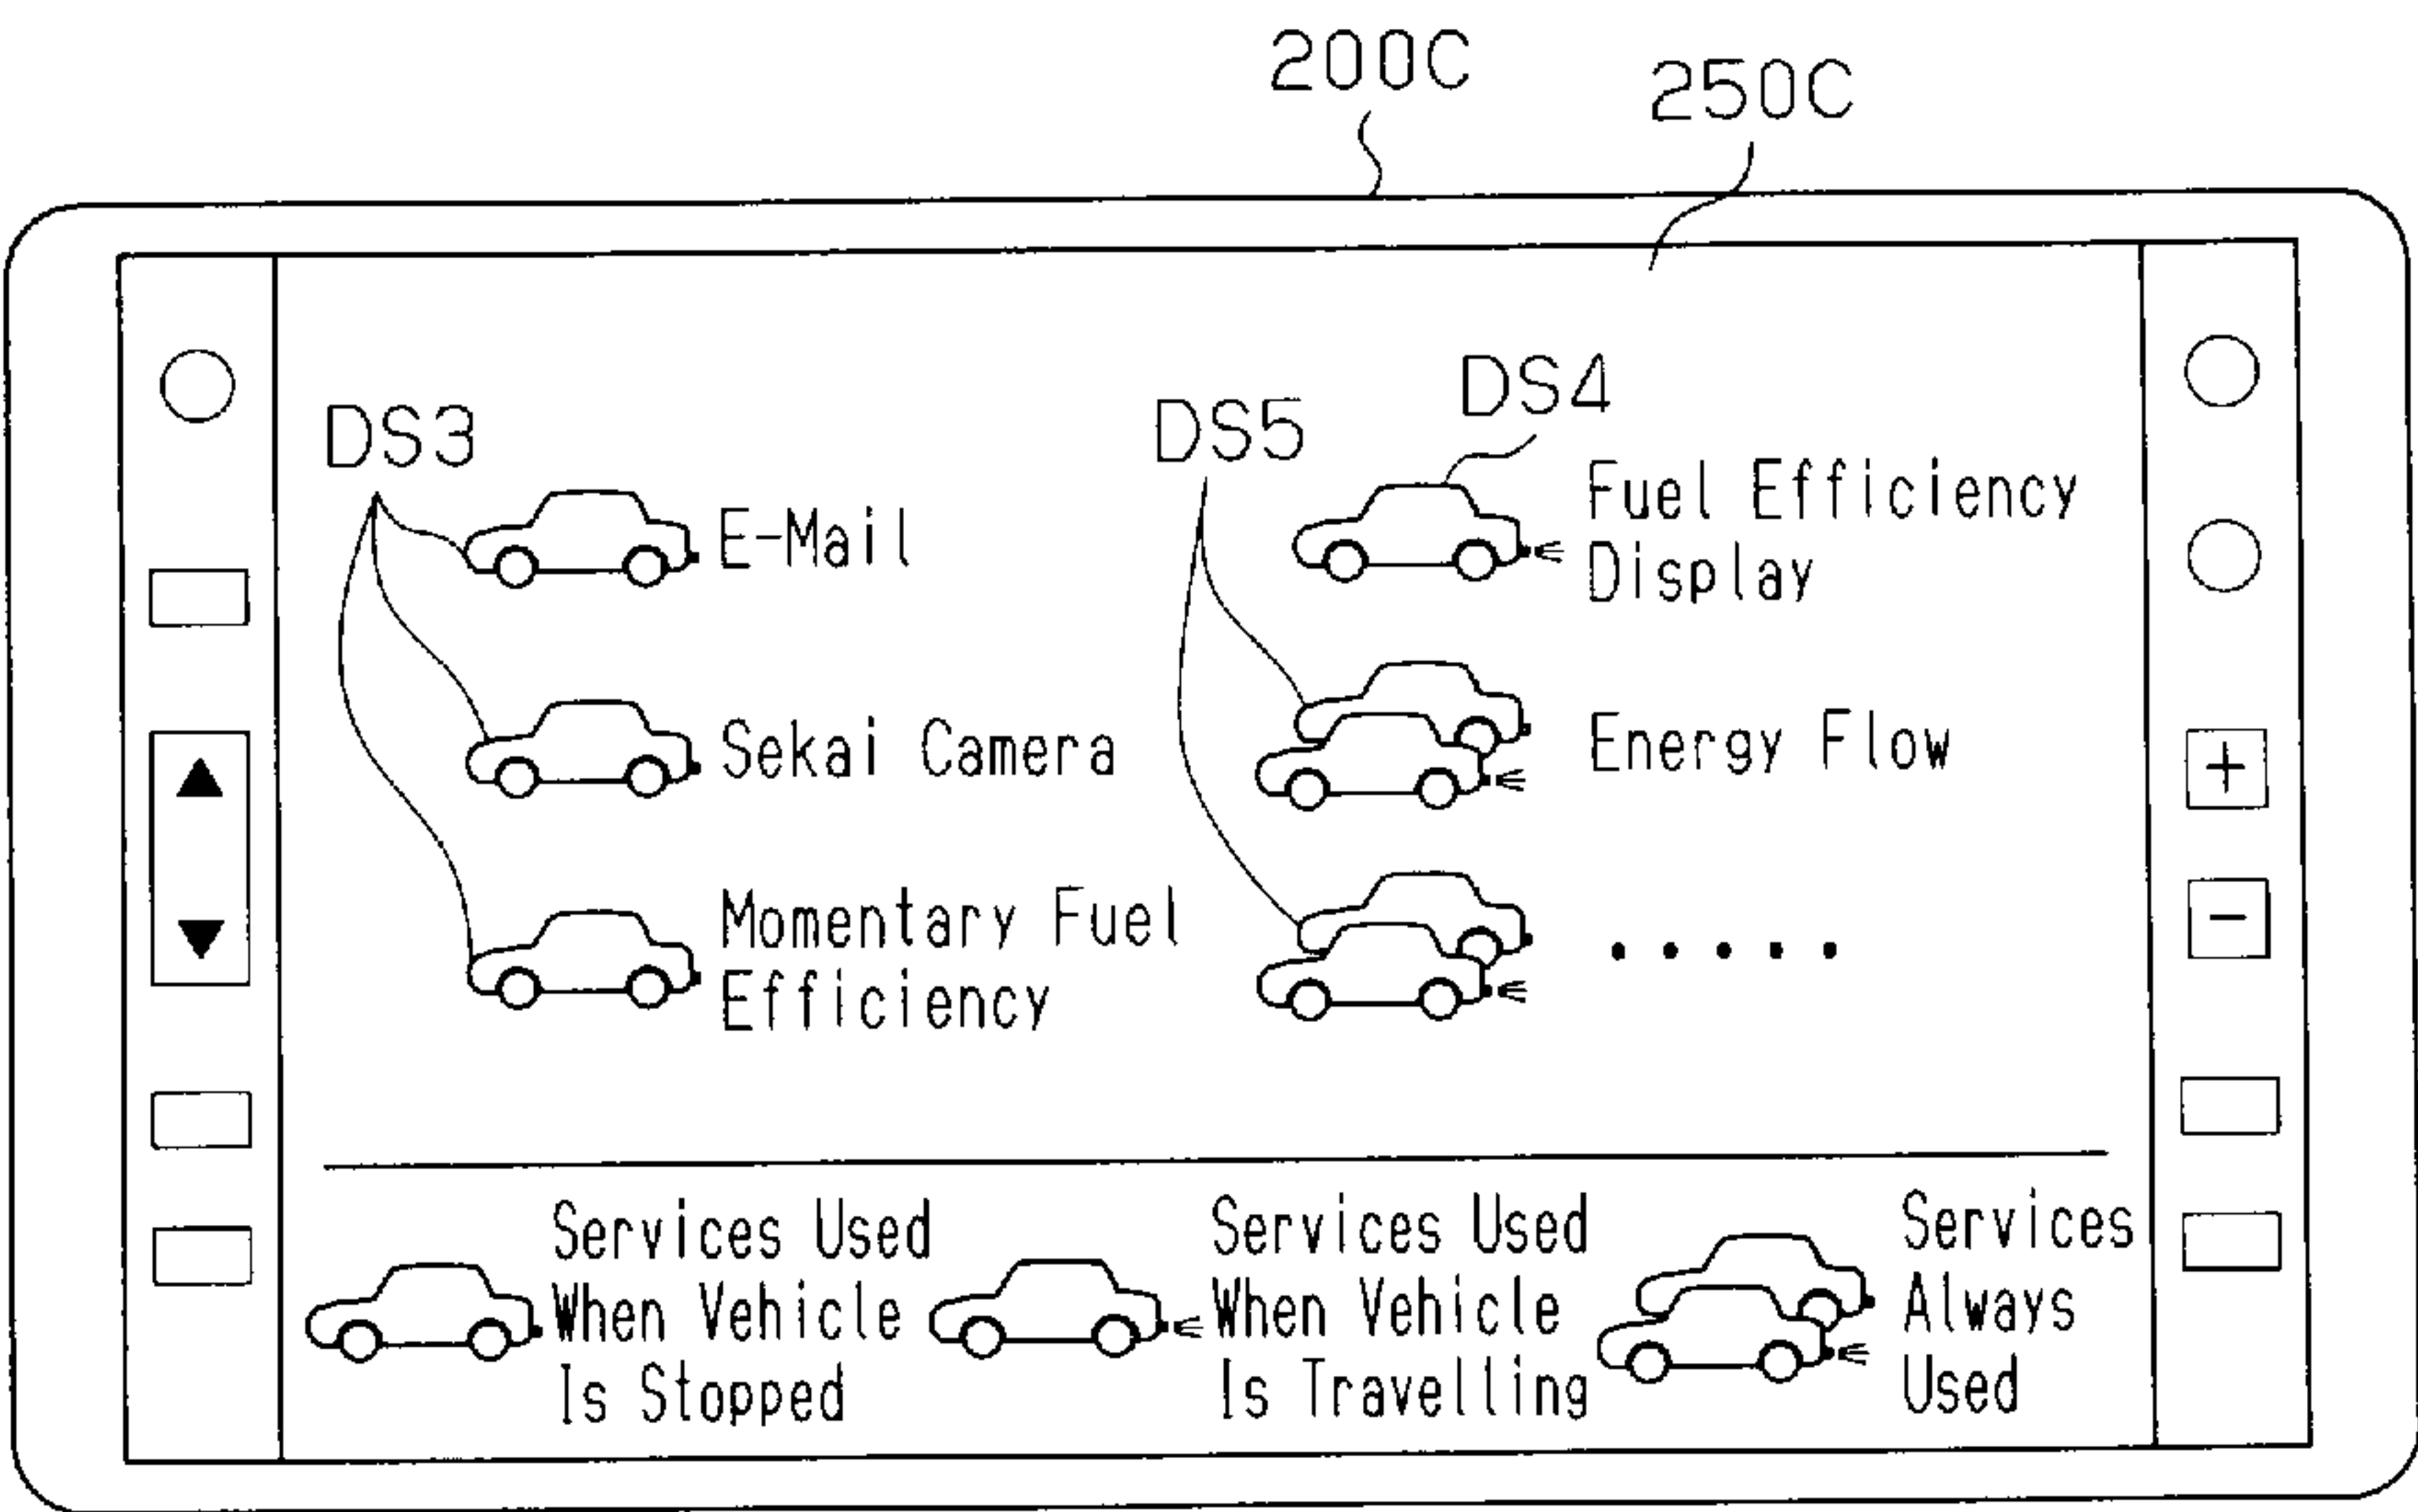 200C
250C
DS3
DS5
DS4
E-Mail
Fuel Efficiency
Display
Sekai Camera
Energy Flow
+
Momentary Fuel
Efficiency
.....
−
Services Used
When Vehicle
Is Stopped
Services Used
When Vehicle
Is Travelling
Services
Always
Used